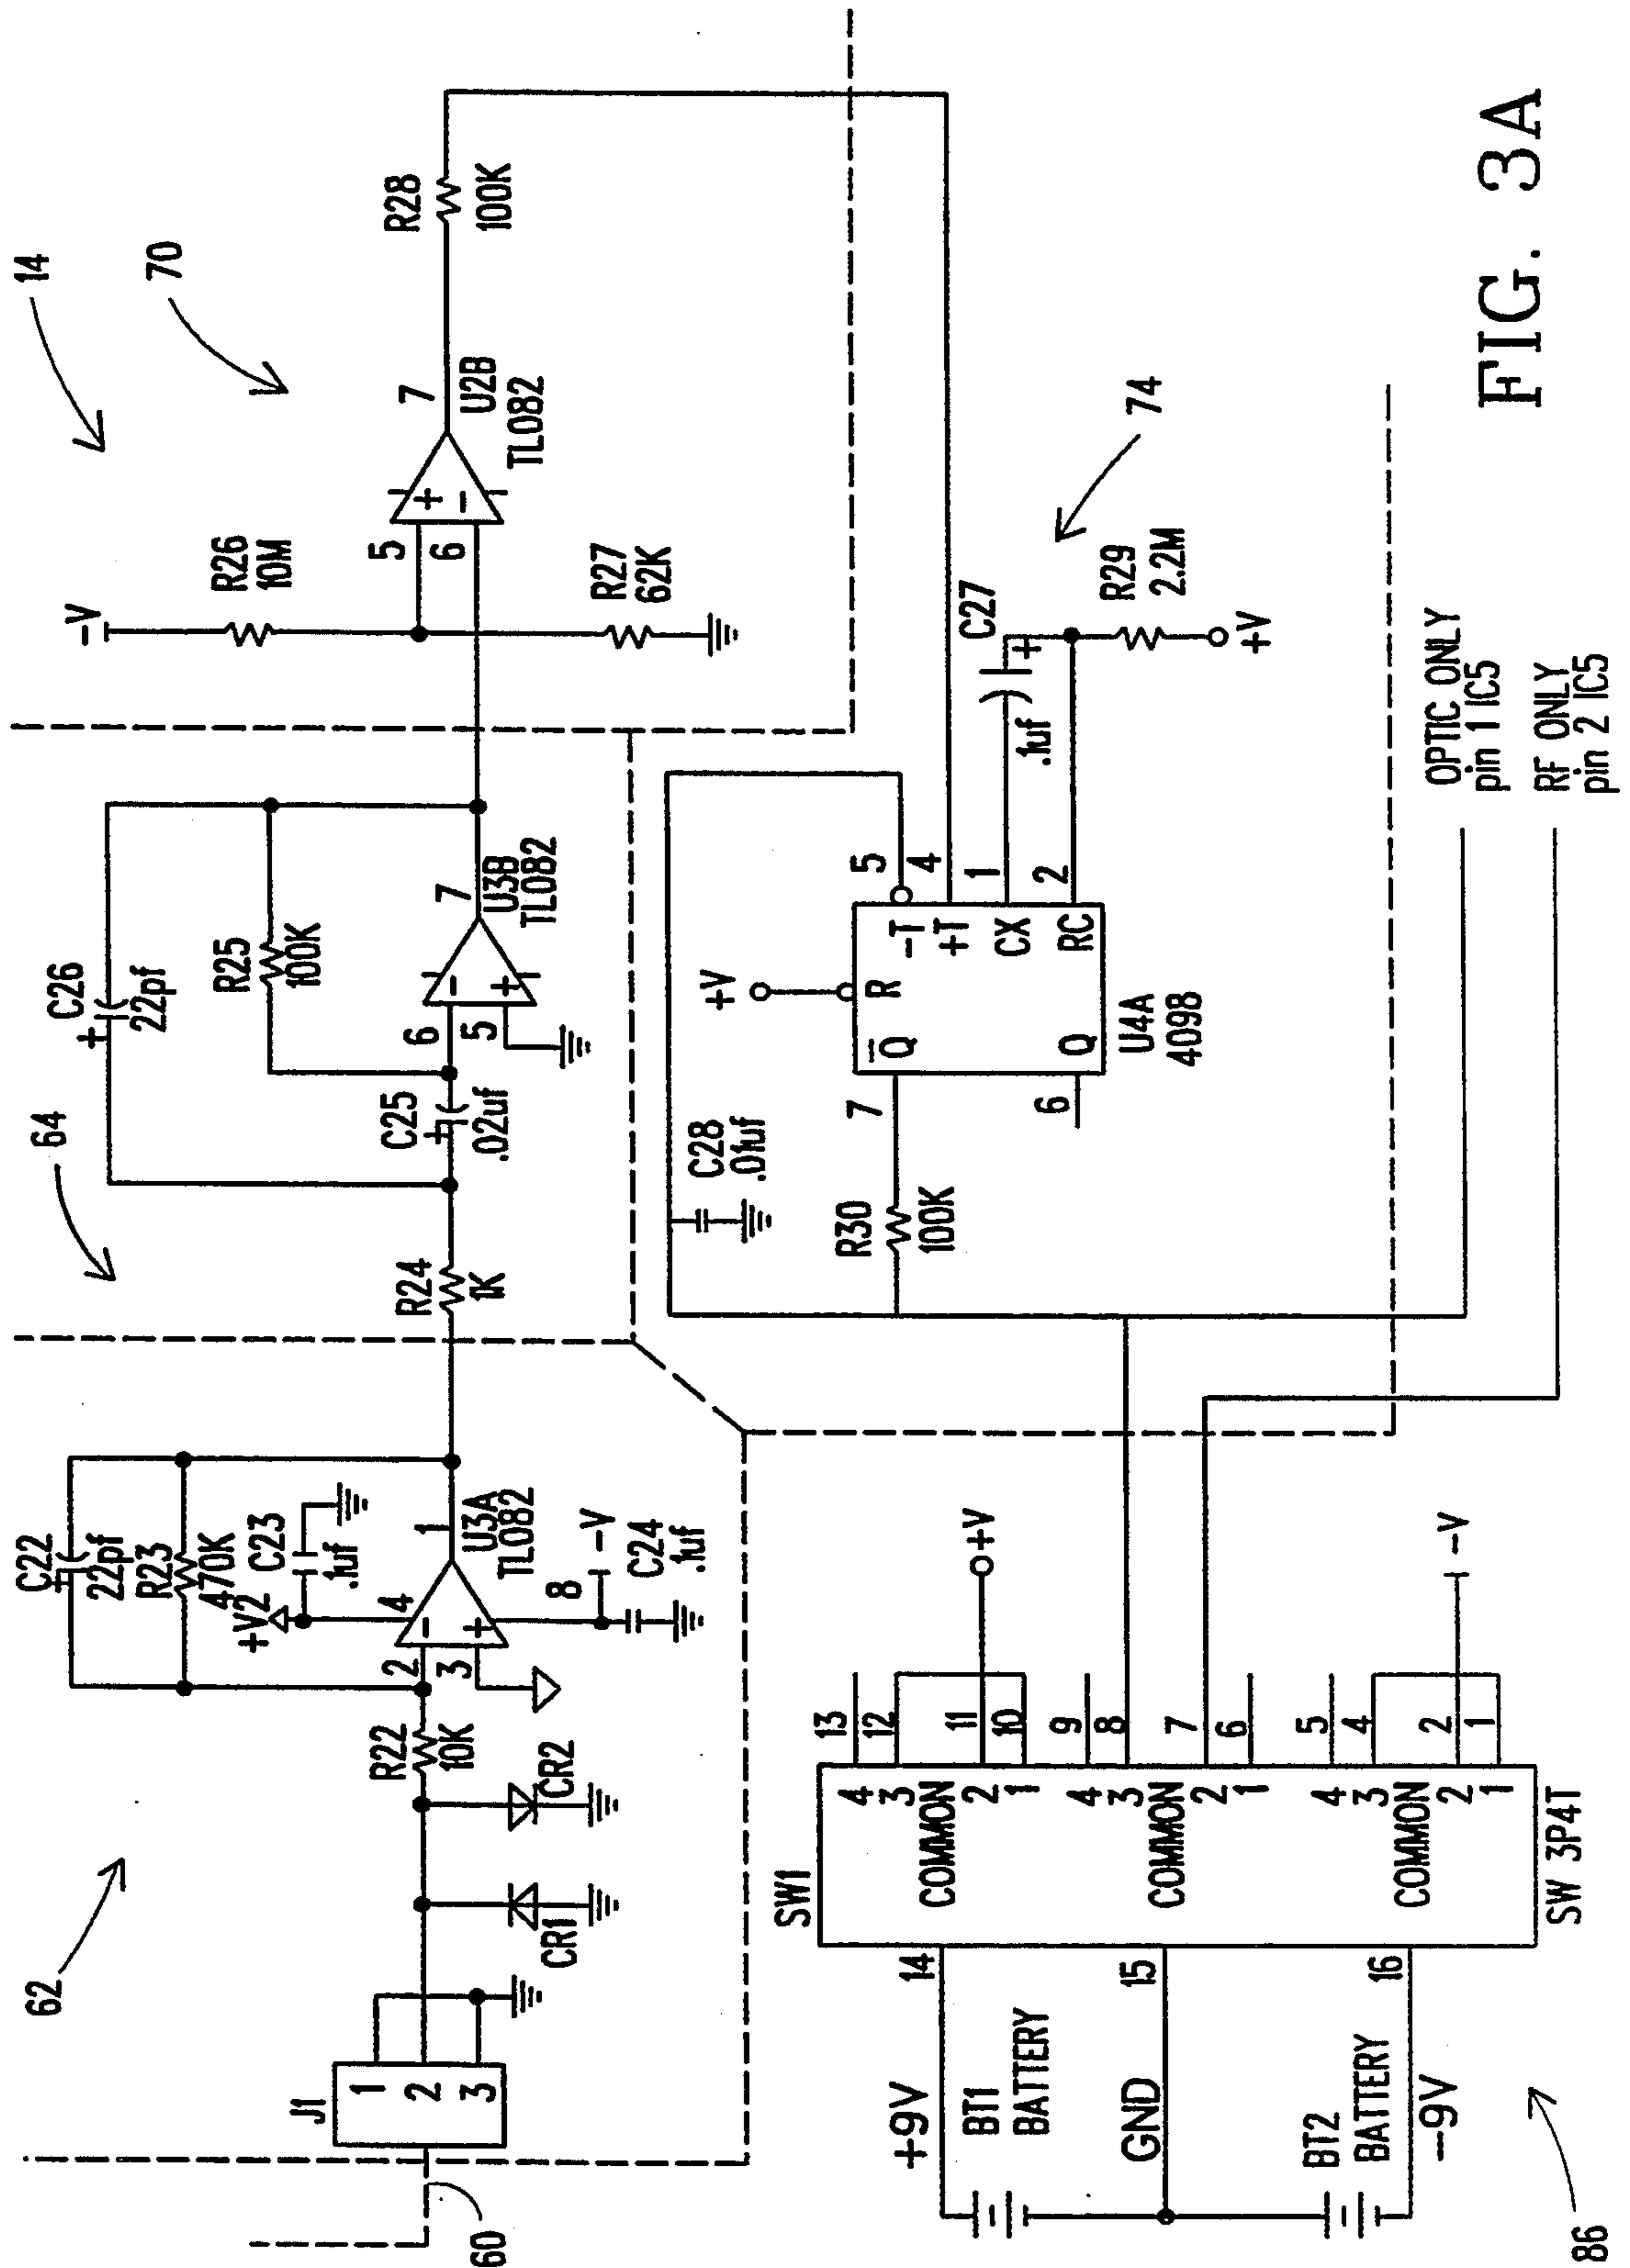 14
70
62
64
J1
1
2
3
60
CR1
CR2
R22
10K
C22
22pf
R23
470K
+V2
C23
.1uf
2
3
4
1
U3A
TL082
8
-V
C24
.1uf
R24
1K
C25
.02uf
C26
22pf
R25
100K
6
5
7
U3B
TL082
-V
R26
10M
R27
62K
5
6
7
U2B
TL082
R28
100K
SW1
+9V
BT1
BATTERY
GND
BT2
BATTERY
-9V
14
15
16
4
3
COMMON
2
1
4
3
COMMON
2
1
4
3
COMMON
2
1
13
12
11
10
9
8
7
6
5
4
2
1
+V
-V
SW 3P4T
86
C28
.01uf
R30
100K
7
6
+V
Q
R
-T
+T
CX
RC
Q
U4A
4098
5
4
1
2
C27
.1uf
R29
2.2M
+V
74
OPTIC ONLY
pin 1 IC5
RF ONLY
pin 2 IC5
FIG. 3A